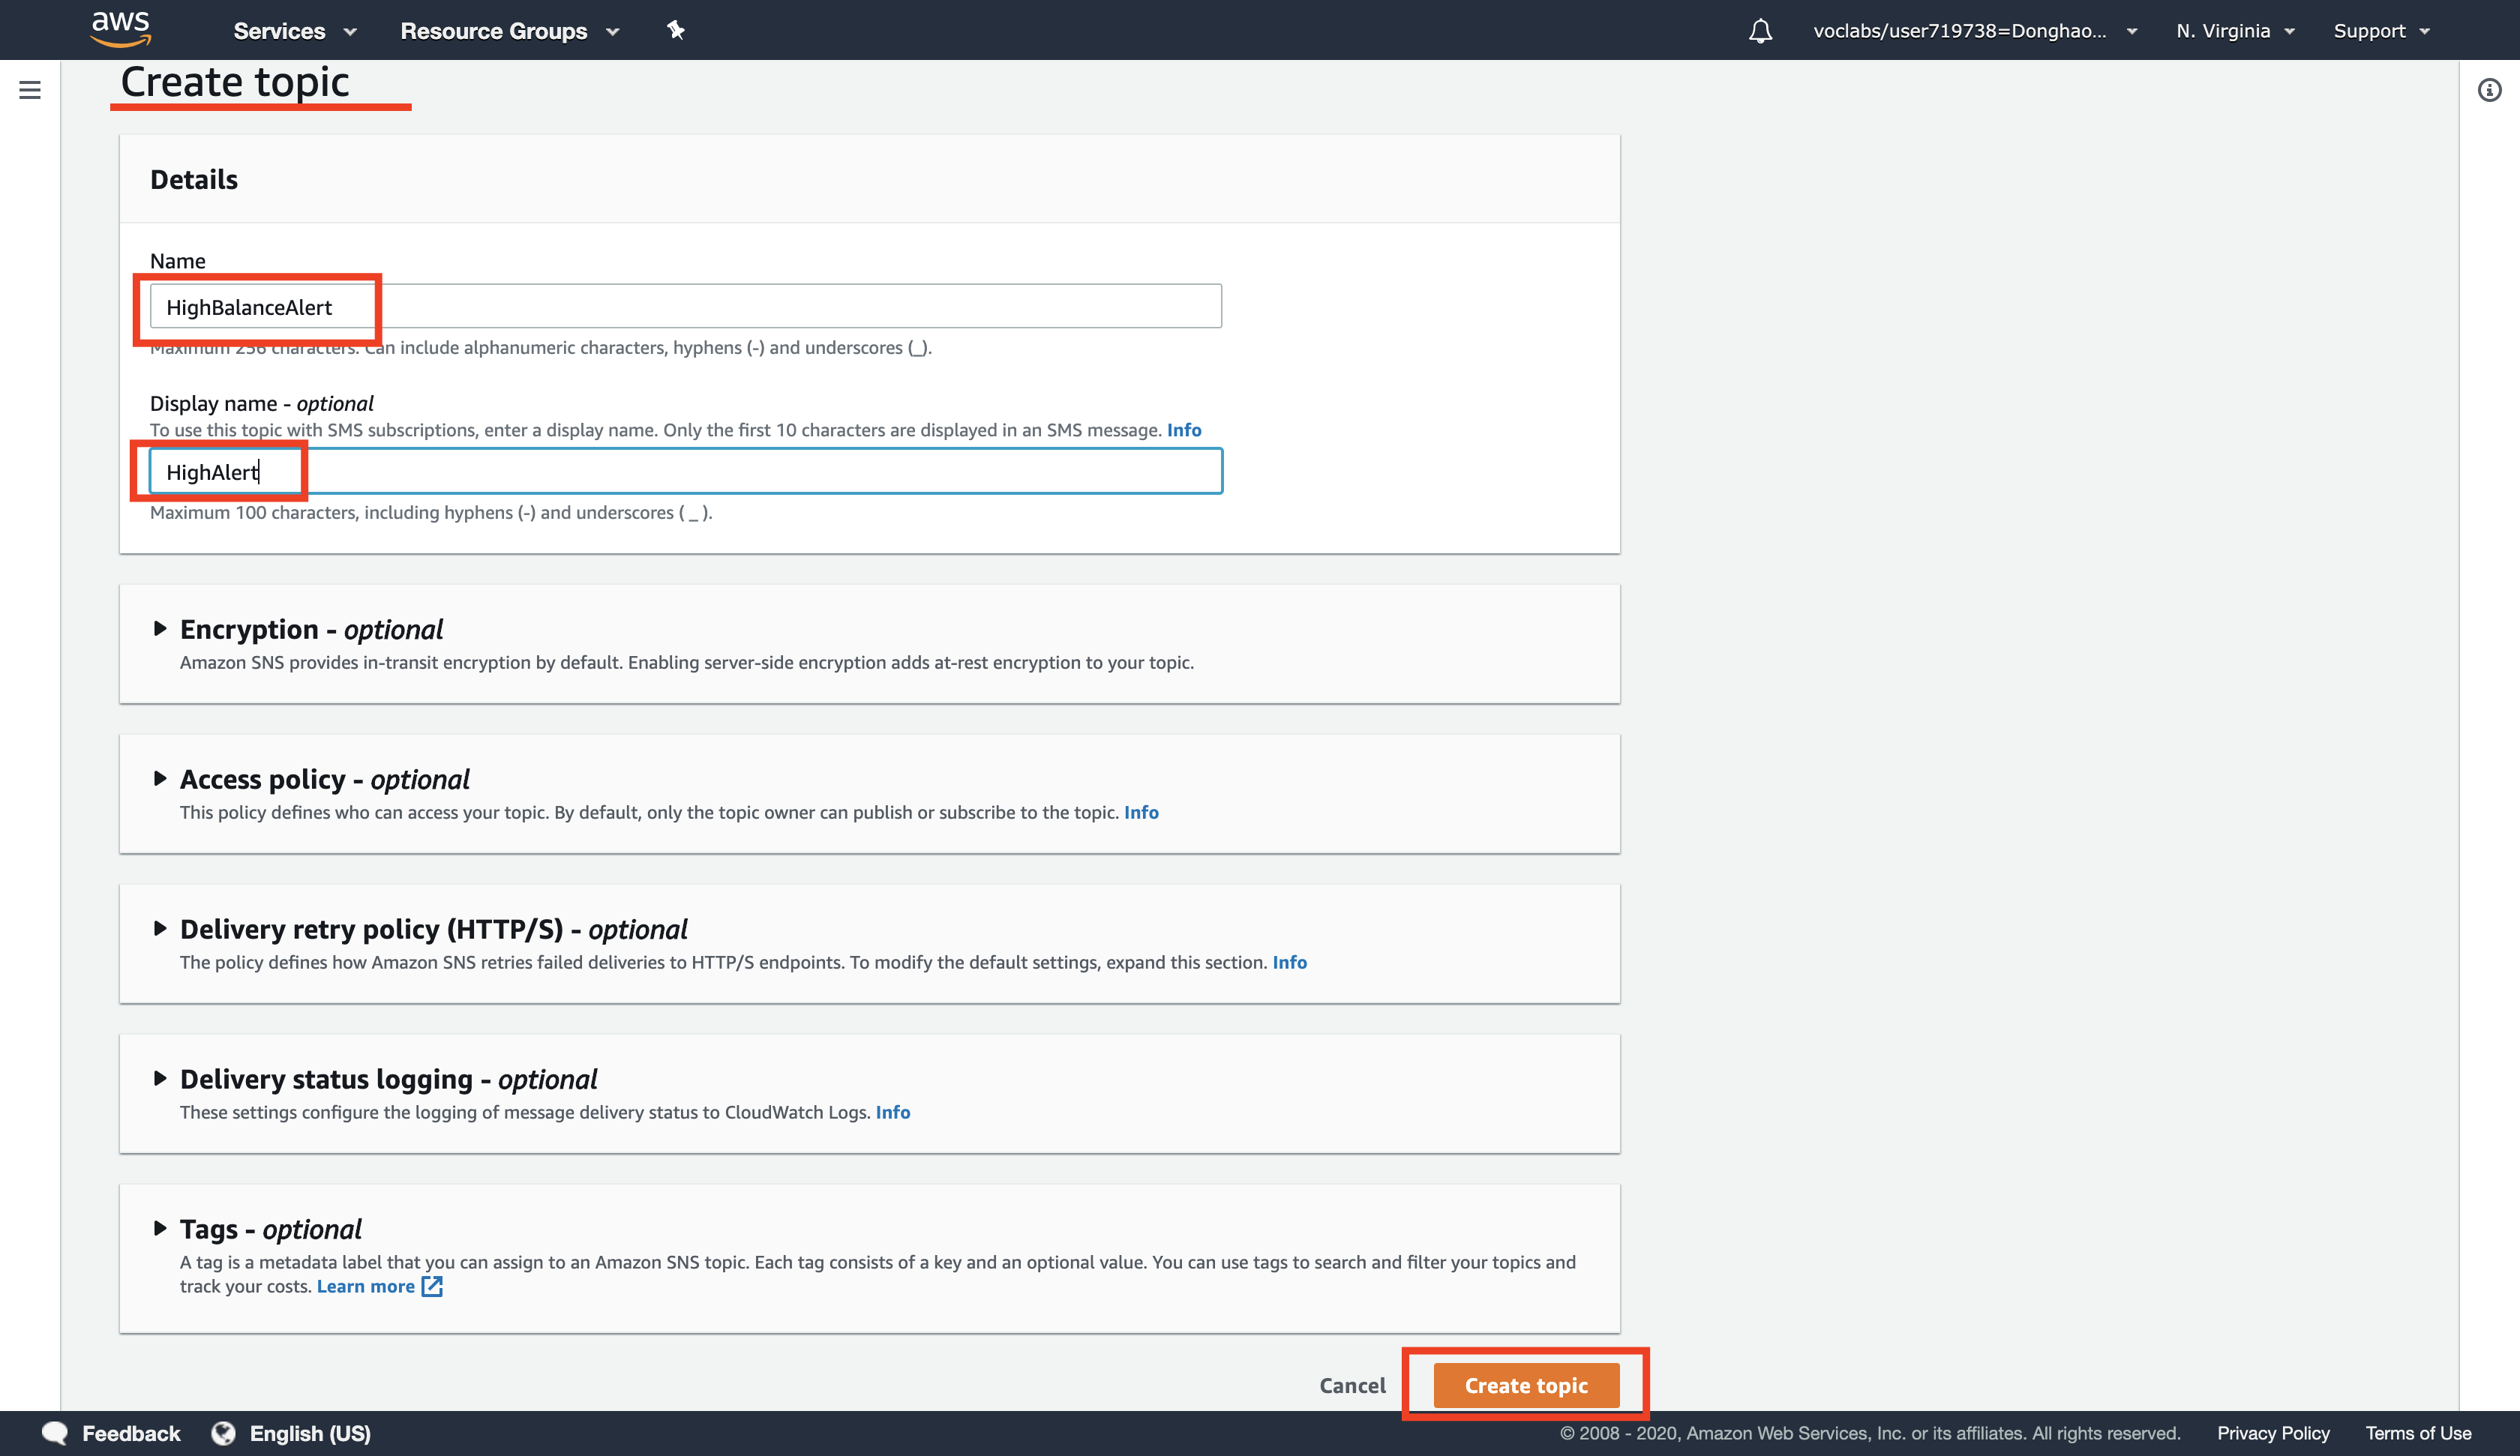 aws Services Resource Groups voclabs/user719738=Donghao... N. Virginia Support
Create topic
Details
Name
HighBalanceAlert
Maximum 256 characters. Can include alphanumeric characters, hyphens (-) and underscores (_).
Display name - optional
To use this topic with SMS subscriptions, enter a display name. Only the first 10 characters are displayed in an SMS message. Info
HighAlert
Maximum 100 characters, including hyphens (-) and underscores ( _ ).
Encryption - optional
Amazon SNS provides in-transit encryption by default. Enabling server-side encryption adds at-rest encryption to your topic.
Access policy - optional
This policy defines who can access your topic. By default, only the topic owner can publish or subscribe to the topic. Info
Delivery retry policy (HTTP/S) - optional
The policy defines how Amazon SNS retries failed deliveries to HTTP/S endpoints. To modify the default settings, expand this section. Info
Delivery status logging - optional
These settings configure the logging of message delivery status to CloudWatch Logs. Info
Tags - optional
A tag is a metadata label that you can assign to an Amazon SNS topic. Each tag consists of a key and an optional value. You can use tags to search and filter your topics and
track your costs. Learn more
Cancel Create topic
Feedback English (US) © 2008 - 2020, Amazon Web Services, Inc. or its affiliates. All rights reserved. Privacy Policy Terms of Use